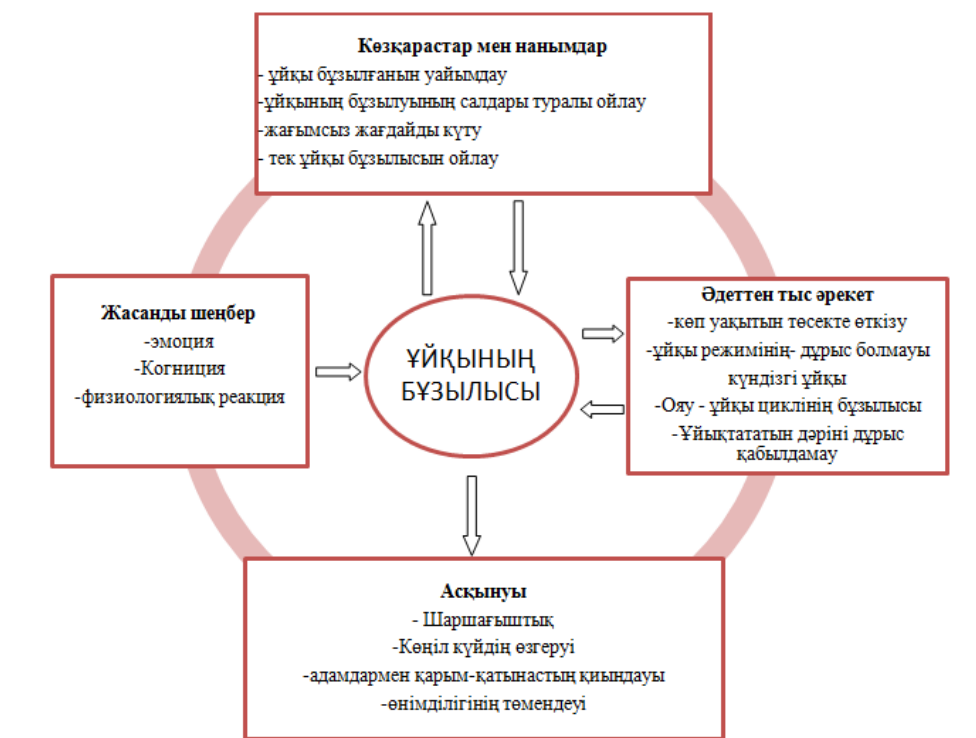 Көзқарастар мен нанымдар
- ұйқы бұзылғанын уайымдау
-ұйқының бұзылуының салдары туралы ойлау
-жағымсыз жағдайды күту
- тек ұйқы бұзылысын ойлау
Жасанды шеңбер
-эмоция
-Когниция
-физиологиялық реакция
ҰЙҚЫНЫҢ
БҰЗЫЛЫСЫ
Әдеттен тыс әрекет
-көп уақытын төсекте өткізу
-ұйқы режимінің- дұрыс болмауы
күндізгі ұйқы
-Ояу - ұйқы циклінің бұзылысы
-Ұйықтататын дәріні дұрыс
қабылдамау
Асқынуы
- Шаршағыштық
-Көңіл күйдің өзгеруі
-адамдармен қарым-қатынастың қиындауы
-өнімділігінің төмендеуі